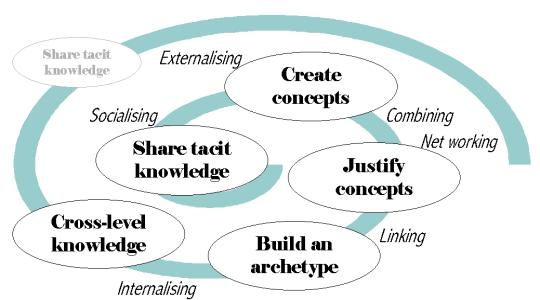 Share tacit
knowledge
Externalising
Create
concepts
Socialising
Combining
Net working
Share tacit
knowledge
Justify
concepts
Cross-level
knowledge
Build an
archetype
Linking
Internalising